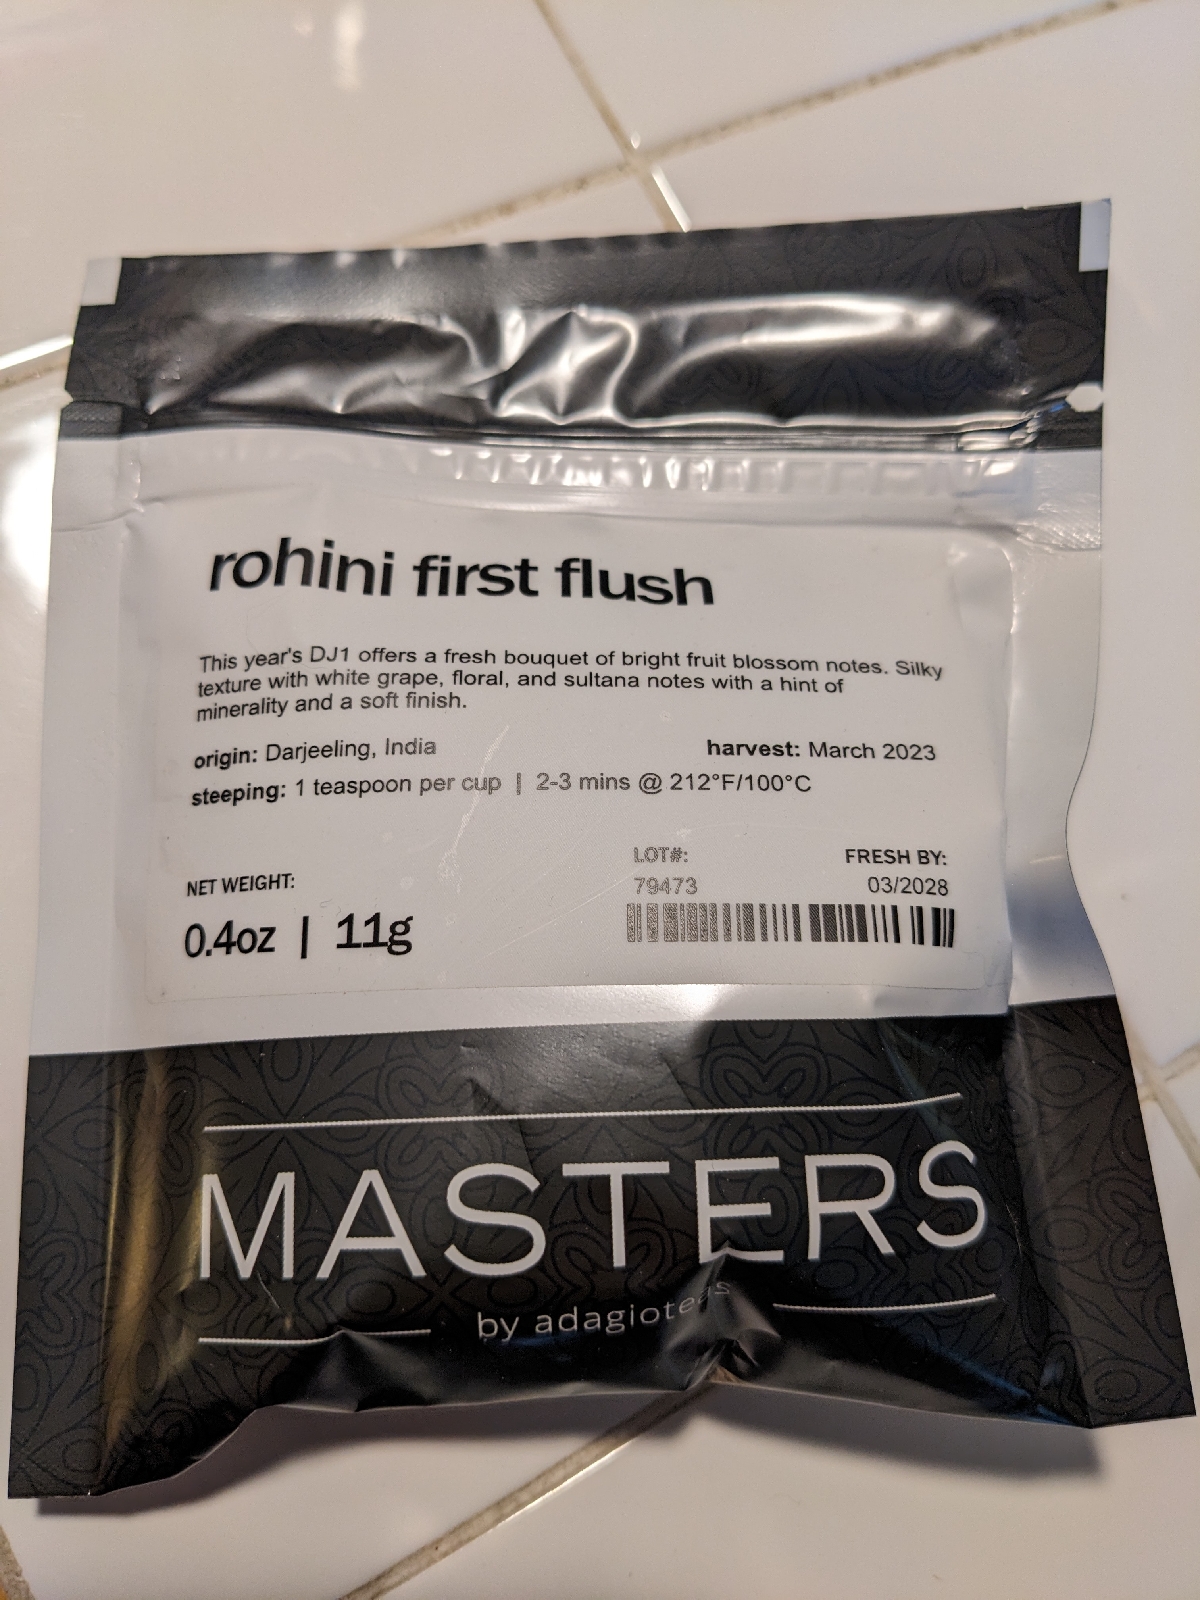 rohini first flush
This year's DJ1 offers a fresh bouquet of bright fruit blossom notes. Silky
texture with white grape, floral, and sultana notes with a hint of
minerality and a soft finish.
origin: Darjeeling, India harvest: March 2023
steeping: 1 teaspoon per cup | 2-3 mins @ 212°F/100°C
NET WEIGHT:
0.4oz | 11g
LOT#:
79473
FRESH BY:
03/2028
MASTERS
by adagioteas